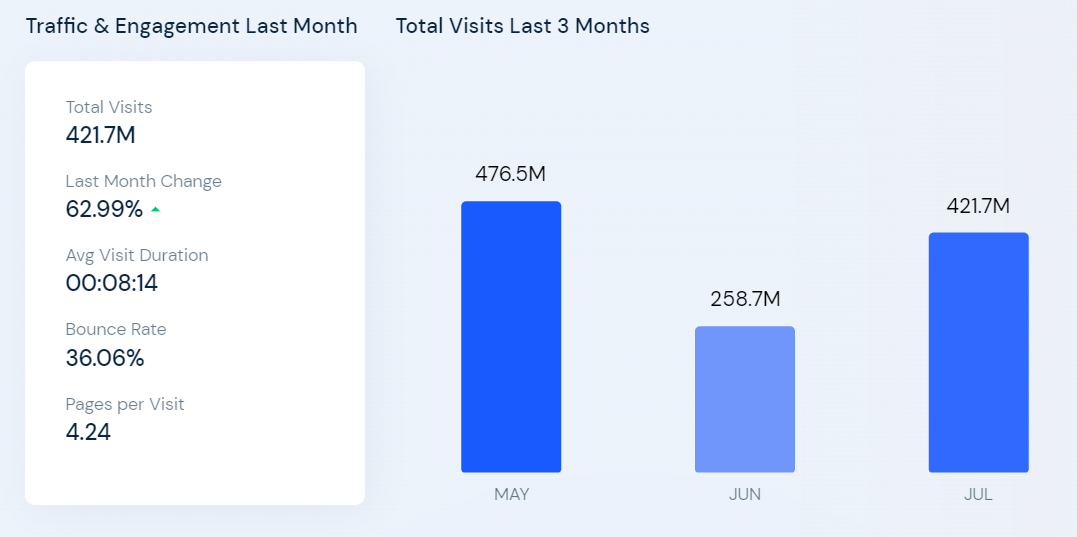 Traffic & Engagement Last Month
Total Visits
421.7M
Last Month Change
62.99%
Avg Visit Duration
00:08:14
Bounce Rate
36.06%
Pages per Visit
4.24
Total Visits Last 3 Months
476.5M
258.7M
421.7M
MAY
JUN
JUL